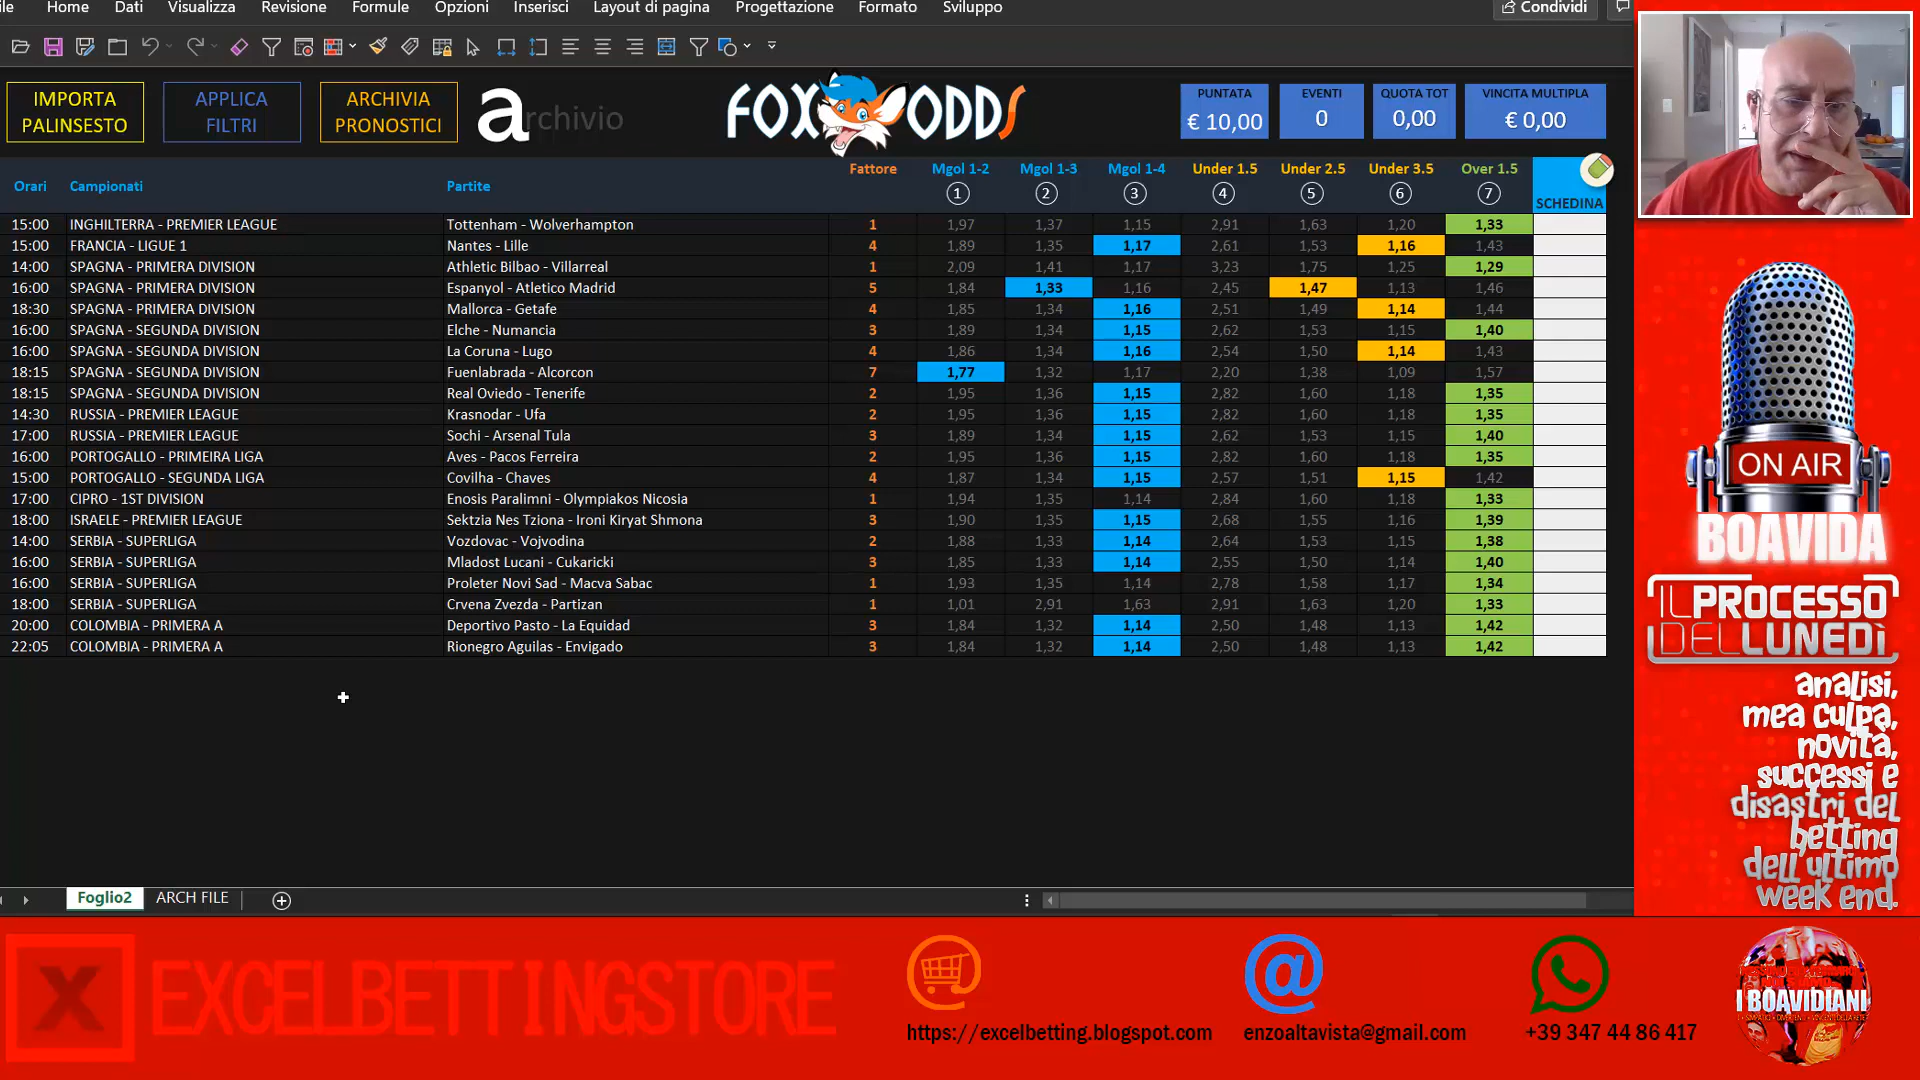 ile Home Dati Visualizza Revisione Formule Opzioni Inserisci Layout di pagina Progettazione Formato Sviluppo Condividi
IMPORTA PALINSESTO
APPLICA FILTRI
ARCHIVIA PRONOSTICI
archivio
FOX ODDS
PUNTATA € 10,00
EVENTI 0
QUOTA TOT 0,00
VINCITA MULTIPLA € 0,00
Orari Campionati Partite Fattore Mgol 1-2 Mgol 1-3 Mgol 1-4 Under 1.5 Under 2.5 Under 3.5 Over 1.5
1 2 3 4 5 6 7 SCHEDINA
15:00 INGHILTERRA - PREMIER LEAGUE Tottenham - Wolverhampton 1 1,97 1,37 1,15 2,91 1,63 1,20 1,33
15:00 FRANCIA - LIGUE 1 Nantes - Lille 4 1,89 1,35 1,17 2,61 1,53 1,16 1,43
14:00 SPAGNA - PRIMERA DIVISION Athletic Bilbao - Villarreal 1 2,09 1,41 1,17 3,23 1,75 1,25 1,29
16:00 SPAGNA - PRIMERA DIVISION Espanyol - Atletico Madrid 5 1,84 1,33 1,16 2,45 1,47 1,13 1,46
18:30 SPAGNA - PRIMERA DIVISION Mallorca - Getafe 4 1,85 1,34 1,16 2,51 1,49 1,14 1,44
16:00 SPAGNA - SEGUNDA DIVISION Elche - Numancia 3 1,89 1,34 1,15 2,62 1,53 1,15 1,40
16:00 SPAGNA - SEGUNDA DIVISION La Coruna - Lugo 4 1,86 1,34 1,16 2,54 1,50 1,14 1,43
18:15 SPAGNA - SEGUNDA DIVISION Fuenlabrada - Alcorcon 7 1,77 1,32 1,17 2,20 1,38 1,09 1,57
18:15 SPAGNA - SEGUNDA DIVISION Real Oviedo - Tenerife 2 1,95 1,36 1,15 2,82 1,60 1,18 1,35
14:30 RUSSIA - PREMIER LEAGUE Krasnodar - Ufa 2 1,95 1,36 1,15 2,82 1,60 1,18 1,35
17:00 RUSSIA - PREMIER LEAGUE Sochi - Arsenal Tula 3 1,89 1,34 1,15 2,62 1,53 1,15 1,40
16:00 PORTOGALLO - PRIMEIRA LIGA Aves - Pacos Ferreira 2 1,95 1,36 1,15 2,82 1,60 1,18 1,35
15:00 PORTOGALLO - SEGUNDA LIGA Covilha - Chaves 4 1,87 1,34 1,15 2,57 1,51 1,15 1,42
17:00 CIPRO - 1ST DIVISION Enosis Paralimni - Olympiakos Nicosia 1 1,94 1,35 1,14 2,84 1,60 1,18 1,33
18:00 ISRAELE - PREMIER LEAGUE Sektzia Nes Tziona - Ironi Kiryat Shmona 3 1,90 1,35 1,15 2,68 1,55 1,16 1,39
14:00 SERBIA - SUPERLIGA Vozdovac - Vojvodina 2 1,88 1,33 1,14 2,64 1,53 1,15 1,38
16:00 SERBIA - SUPERLIGA Mladost Lucani - Cukaricki 3 1,85 1,33 1,14 2,55 1,50 1,14 1,40
16:00 SERBIA - SUPERLIGA Proleter Novi Sad - Macva Sabac 1 1,93 1,35 1,14 2,78 1,58 1,17 1,34
18:00 SERBIA - SUPERLIGA Crvena Zvezda - Partizan 1 1,01 2,91 1,63 2,91 1,63 1,20 1,33
20:00 COLOMBIA - PRIMERA A Deportivo Pasto - La Equidad 3 1,84 1,32 1,14 2,50 1,48 1,13 1,42
22:05 COLOMBIA - PRIMERA A Rionegro Aguilas - Envigado 3 1,84 1,32 1,14 2,50 1,48 1,13 1,42
ON AIR
BOAVIDA
IL PROCESSO
DEL LUNEDÌ
analisi,
mea culpa,
novità,
successi e
disastri del
betting
dell'ultimo
week end.
Foglio2 ARCH FILE
X EXCELBETTINGSTORE
https://excelbetting.blogspot.com
@
enzoaltavista@gmail.com
+39 347 44 86 417
I BOAVIDIANI